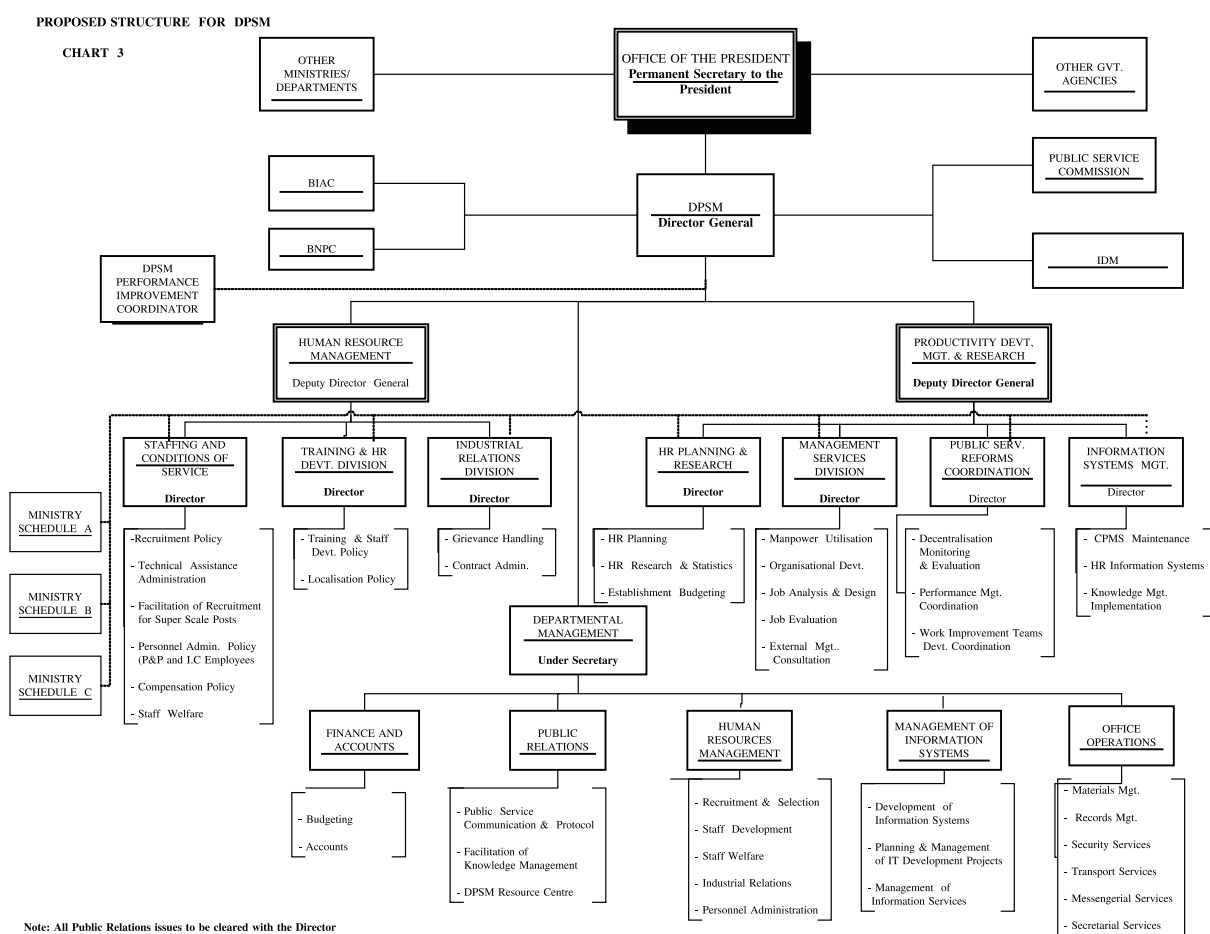 PROPOSED STRUCTURE FOR DPSM
CHART 3
OTHER
MINISTRIES/
DEPARTMENTS
OFFICE OF THE PRESIDENT
Permanent Secretary to the
President
OTHER GVT.
AGENCIES
BIAC
BNPC
DPSM
Director General
PUBLIC SERVICE
COMMISSION
IDM
DPSM
PERFORMANCE
IMPROVEMENT
COORDINATOR
HUMAN RESOURCE
MANAGEMENT
Deputy Director General
PRODUCTIVITY DEVT,
MGT. & RESEARCH
Deputy Director General
STAFFING AND
CONDITIONS OF
SERVICE
Director
TRAINING & HR
DEVT. DIVISION
Director
INDUSTRIAL
RELATIONS
DIVISION
Director
HR PLANNING &
RESEARCH
Director
MANAGEMENT
SERVICES
DIVISION
Director
PUBLIC SERV.
REFORMS
COORDINATION
Director
INFORMATION
SYSTEMS MGT.
Director
MINISTRY
SCHEDULE A
MINISTRY
SCHEDULE B
MINISTRY
SCHEDULE C
-Recruitment Policy
- Technical Assistance
Administration
- Facilitation of Recruitment
for Super Scale Posts
- Personnel Admin. Policy
(P&P and I.C Employees
- Compensation Policy
- Staff Welfare
- Training & Staff
Devt. Policy
- Localisation Policy
- Grievance Handling
- Contract Admin.
- HR Planning
- HR Research & Statistics
- Establishment Budgeting
- Manpower Utilisation
- Organisational Devt.
- Job Analysis & Design
- Job Evaluation
- External Mgt..
Consultation
- Decentralisation
Monitoring
& Evaluation
- Performance Mgt.
Coordination
- Work Improvement Teams
Devt. Coordination
- CPMS Maintenance
- HR Information Systems
- Knowledge Mgt.
Implementation
DEPARTMENTAL
MANAGEMENT
Under Secretary
FINANCE AND
ACCOUNTS
PUBLIC
RELATIONS
HUMAN
RESOURCES
MANAGEMENT
MANAGEMENT OF
INFORMATION
SYSTEMS
OFFICE
OPERATIONS
- Budgeting
- Accounts
- Public Service
Communication & Protocol
- Facilitation of
Knowledge Management
- DPSM Resource Centre
- Recruitment & Selection
- Staff Development
- Staff Welfare
- Industrial Relations
- Personnel Administration
- Development of
Information Systems
- Planning & Management
of IT Development Projects
- Management of
Information Services
- Materials Mgt.
- Records Mgt.
- Security Services
- Transport Services
- Messengerial Services
- Secretarial Services
Note: All Public Relations issues to be cleared with the Director